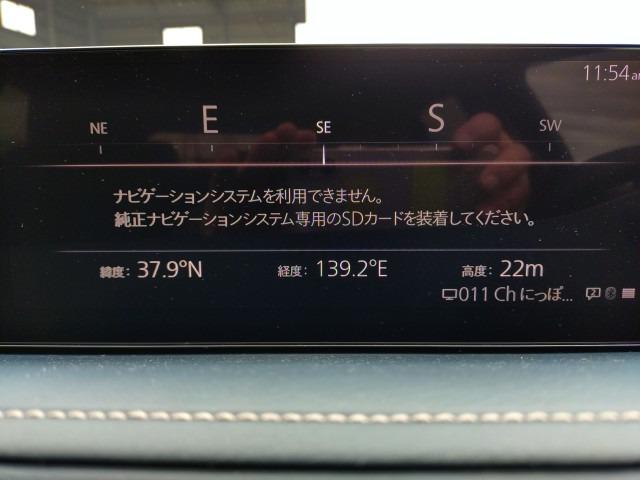 11:54am
NE E SE S SW
ナビゲーションシステムを利用できません。
純正ナビゲーションシステム専用のSDカードを装着してください。
緯度: 37.9°N 経度: 139.2°E 高度: 22m
011 Ch にっぽ...